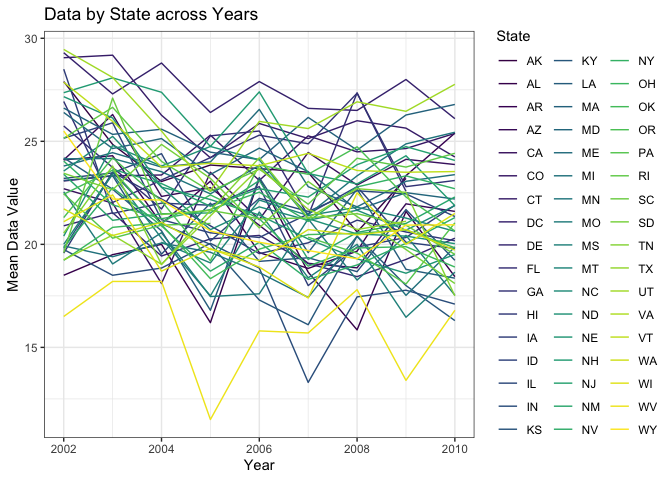 Data by State across Years
30
25
20
15
Mean Data Value
2002
2004
2006
2008
2010
Year
State
AK
AL
AR
AZ
CA
CO
CT
DC
DE
FL
GA
HI
IA
ID
IL
IN
KS
KY
LA
MA
MD
ME
MI
MN
MO
MS
MT
NC
ND
NE
NH
NJ
NM
NV
NY
OH
OK
OR
PA
RI
SC
SD
TN
TX
UT
VA
VT
WA
WI
WV
WY